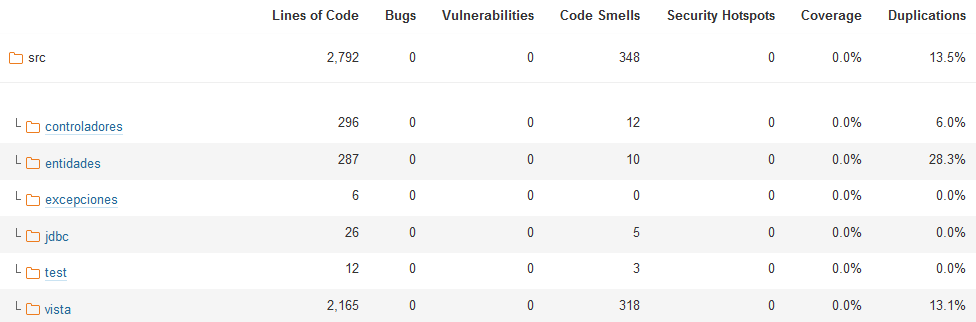 Lines of Code Bugs Vulnerabilities Code Smells Security Hotspots Coverage Duplications
src 2,792 0 0 348 0 0.0% 13.5%
controladores 296 0 0 12 0 0.0% 6.0%
entidades 287 0 0 10 0 0.0% 28.3%
excepciones 6 0 0 0 0 0.0% 0.0%
jdbc 26 0 0 5 0 0.0% 0.0%
test 12 0 0 3 0 0.0% 0.0%
vista 2,165 0 0 318 0 0.0% 13.1%